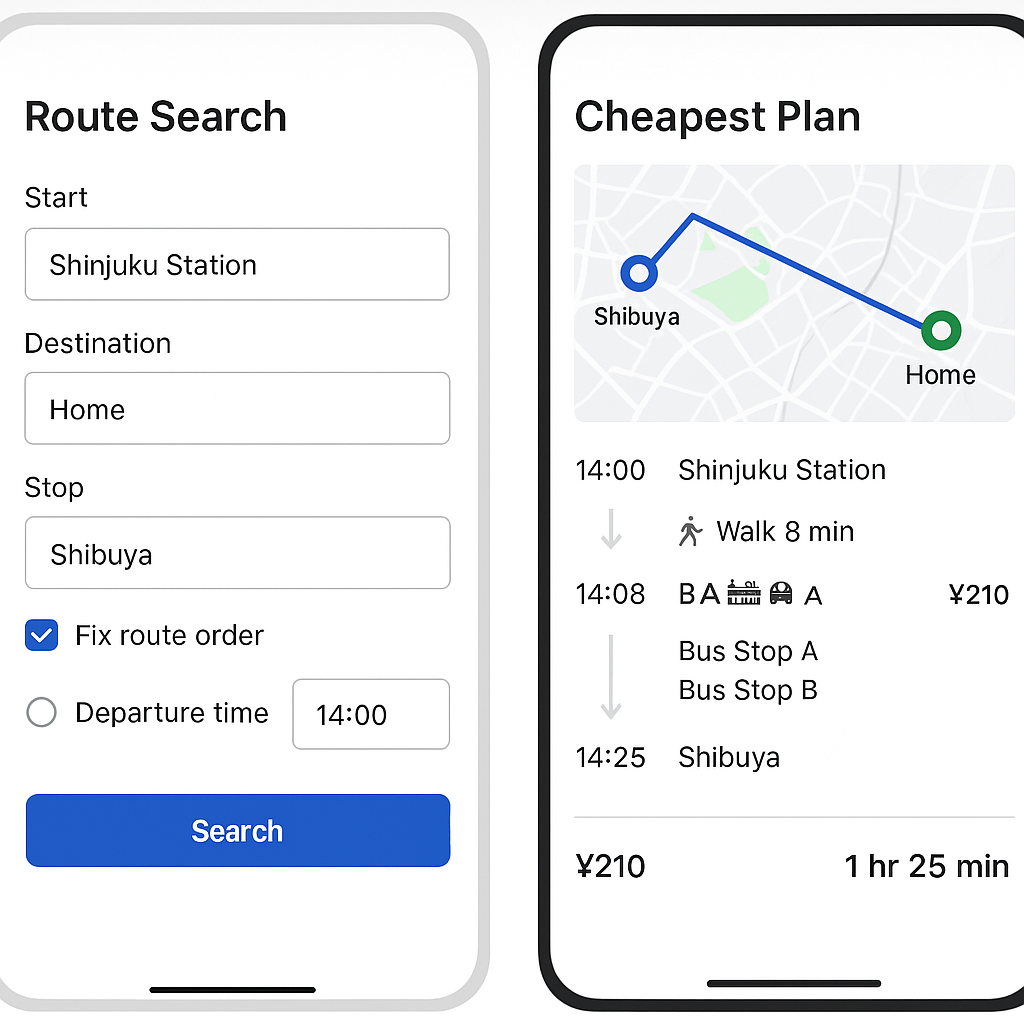 Route Search
Start
Shinjuku Station
Destination
Home
Stop
Shibuya
Fix route order
Departure time
14:00
Search
Cheapest Plan
Shibuya
Home
14:00 Shinjuku Station
Walk 8 min
14:08 B A A ¥210
Bus Stop A
Bus Stop B
14:25 Shibuya
¥210 1 hr 25 min